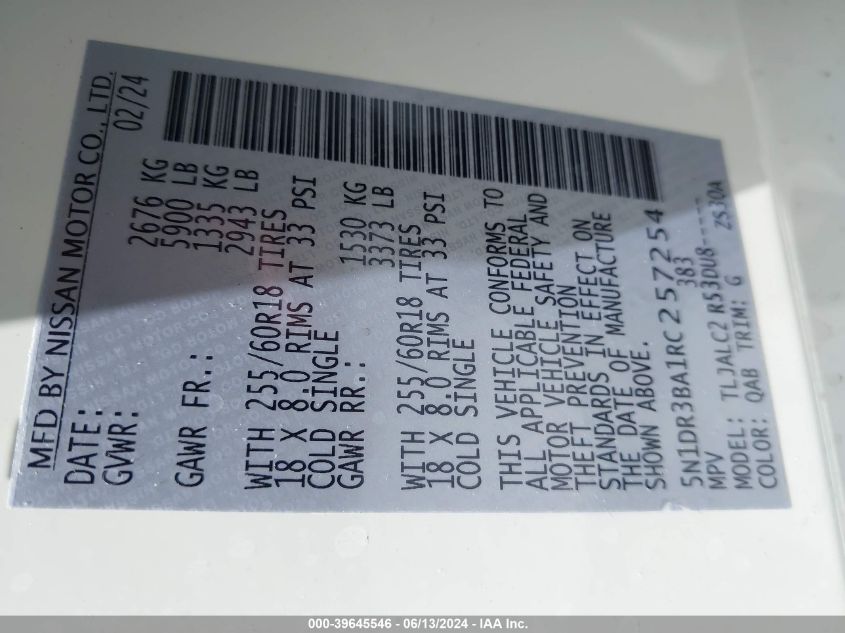 MFD BY NISSAN MOTOR CO., LTD.
DATE: 02/24
GVWR: 2676 KG
5900 LB
GAWR FR.: 1335 KG
2943 LB
WITH 255/60R18 TIRES
18 X 8.0 RIMS AT 33 PSI
COLD SINGLE
GAWR RR.: 1530 KG
3373 LB
WITH 255/60R18 TIRES
18 X 8.0 RIMS AT 33 PSI
COLD SINGLE
THIS VEHICLE CONFORMS TO
ALL APPLICABLE FEDERAL
MOTOR VEHICLE SAFETY AND
THEFT PREVENTION
STANDARDS IN EFFECT ON
THE DATE OF MANUFACTURE
SHOWN ABOVE.
5N1DR3BA1RC257254
MPV 383
MODEL: TLJALC2 R53DU8-----
COLOR: QAB TRIM: G ZS30A
000-39645546 - 06/13/2024 - IAA Inc.